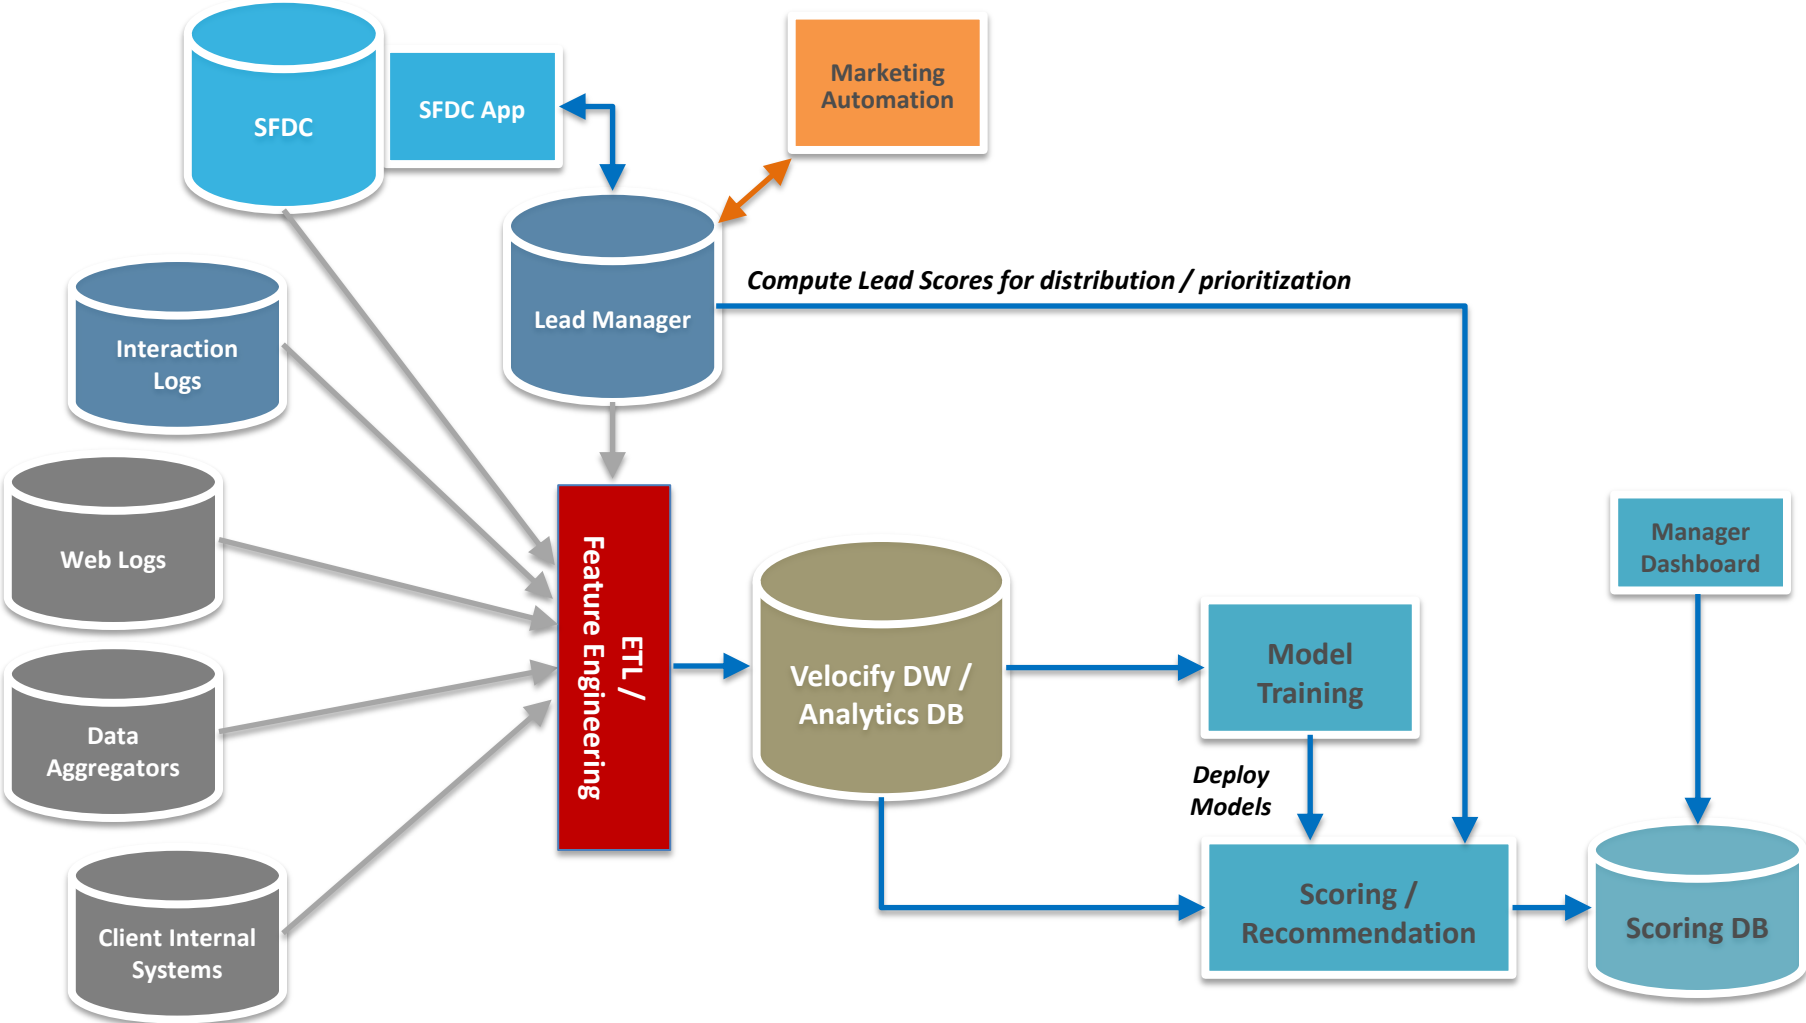 SFDC
SFDC App
Marketing
Automation
Lead Manager
Compute Lead Scores for distribution / prioritization
Interaction
Logs
Web Logs
Data
Aggregators
Client Internal
Systems
ETL /
Feature Engineering
Velocify DW /
Analytics DB
Model
Training
Deploy
Models
Scoring /
Recommendation
Manager
Dashboard
Scoring DB